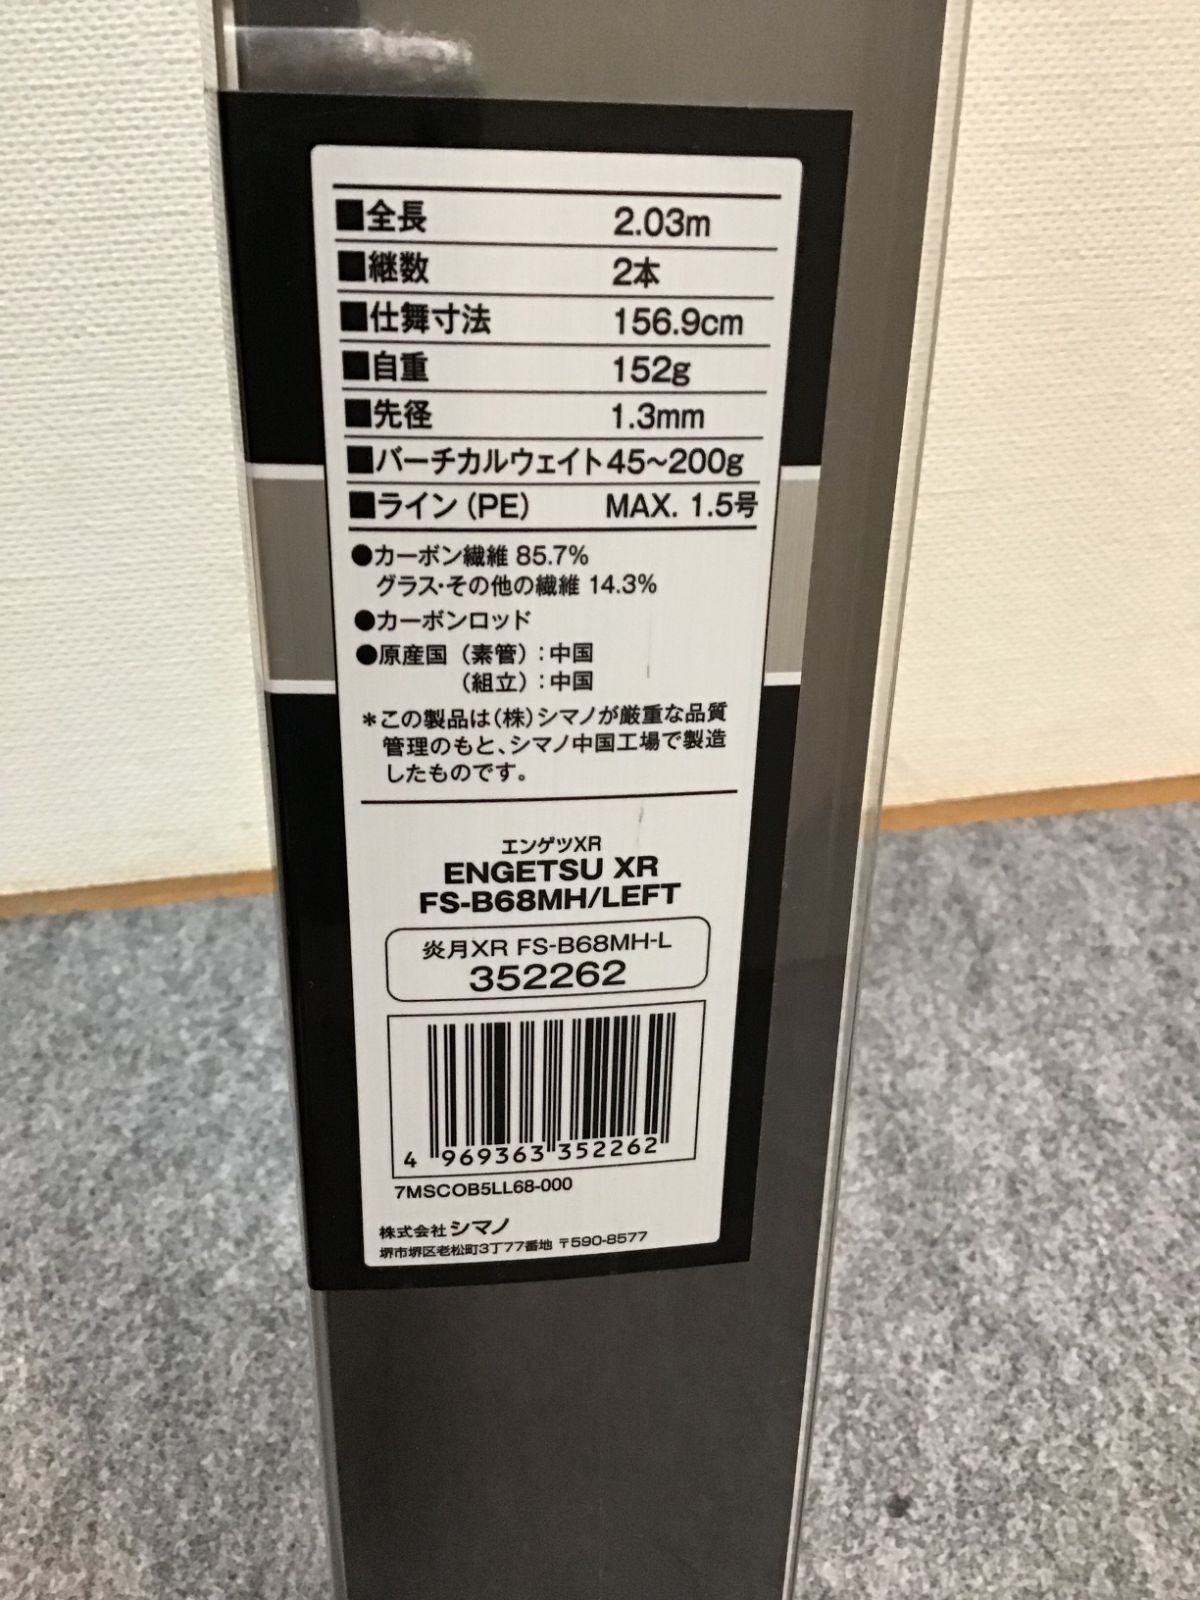 ■全長 2.03m
■継数 2本
■仕舞寸法 156.9cm
■自重 152g
■先径 1.3mm
■バーチカルウェイト45~200g
■ライン(PE) MAX. 1.5号
●カーボン繊維 85.7%
グラス・その他の繊維 14.3%
●カーボンロッド
●原産国(素管):中国
(組立):中国
*この製品は(株)シマノが厳重な品質
管理のもと、シマノ中国工場で製造
したものです。
エンゲツXR
ENGETSU XR
FS-B68MH/LEFT
炎月XR FS-B68MH-L
352262
4 969363 352262
7MSCOB5LL68-000
株式会社シマノ
堺市堺区老松町3丁77番地 〒590-8577